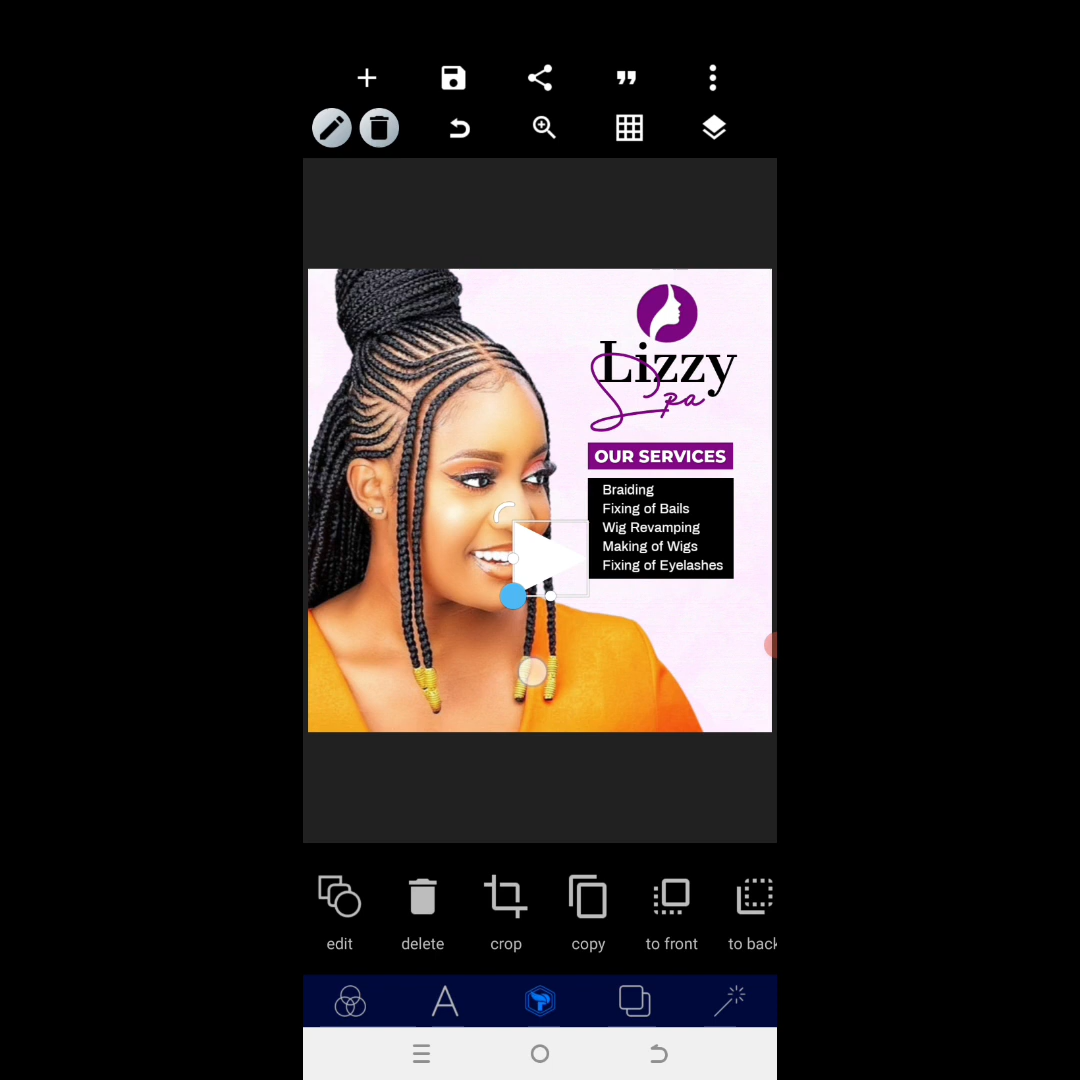 Lizzy
Spa
OUR SERVICES
Braiding
Fixing of Bails
Wig Revamping
Making of Wigs
Fixing of Eyelashes
edit
delete
crop
copy
to front
to back